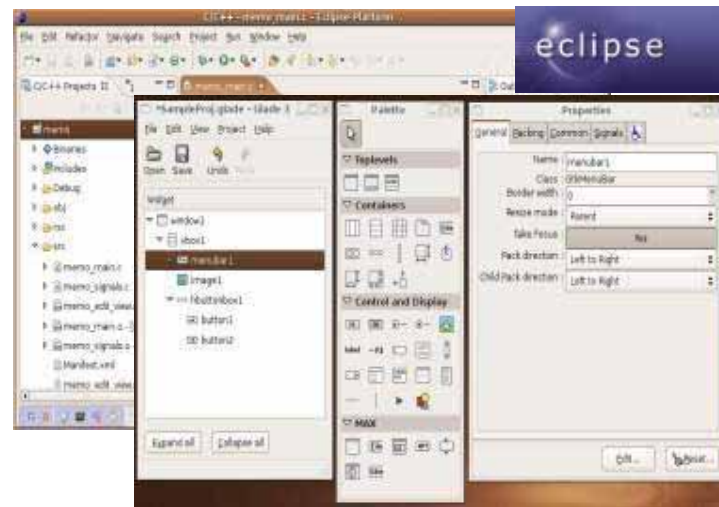 C/C++ - memo_main.c - Eclipse Platform
File Edit Refactor Navigate Search Project Run Window Help
eclipse
C/C++ Projects
memo_main.c
memo
Binaries
Includes
Debug
obj
res
src
memo_main.c
memo_signals.c
memo_edit_view
Manifest.xml
*SampleProj.glade - Glade 3
File Edit View Project Help
Open Save Undo
Widget
window1
vbox1
menubar1
image1
hbuttonbox1
button1
button2
Expand all Collapse all
Palette
Toplevels
Containers
Control and Display
MAX
Properties
General Packing Common Signals
Name menubar1
Class GtkMenuBar
Border width 0
Resize mode Parent
Take Focus No
Pack direction Left to Right
Child Pack direction Left to Right
Edit... Reset...